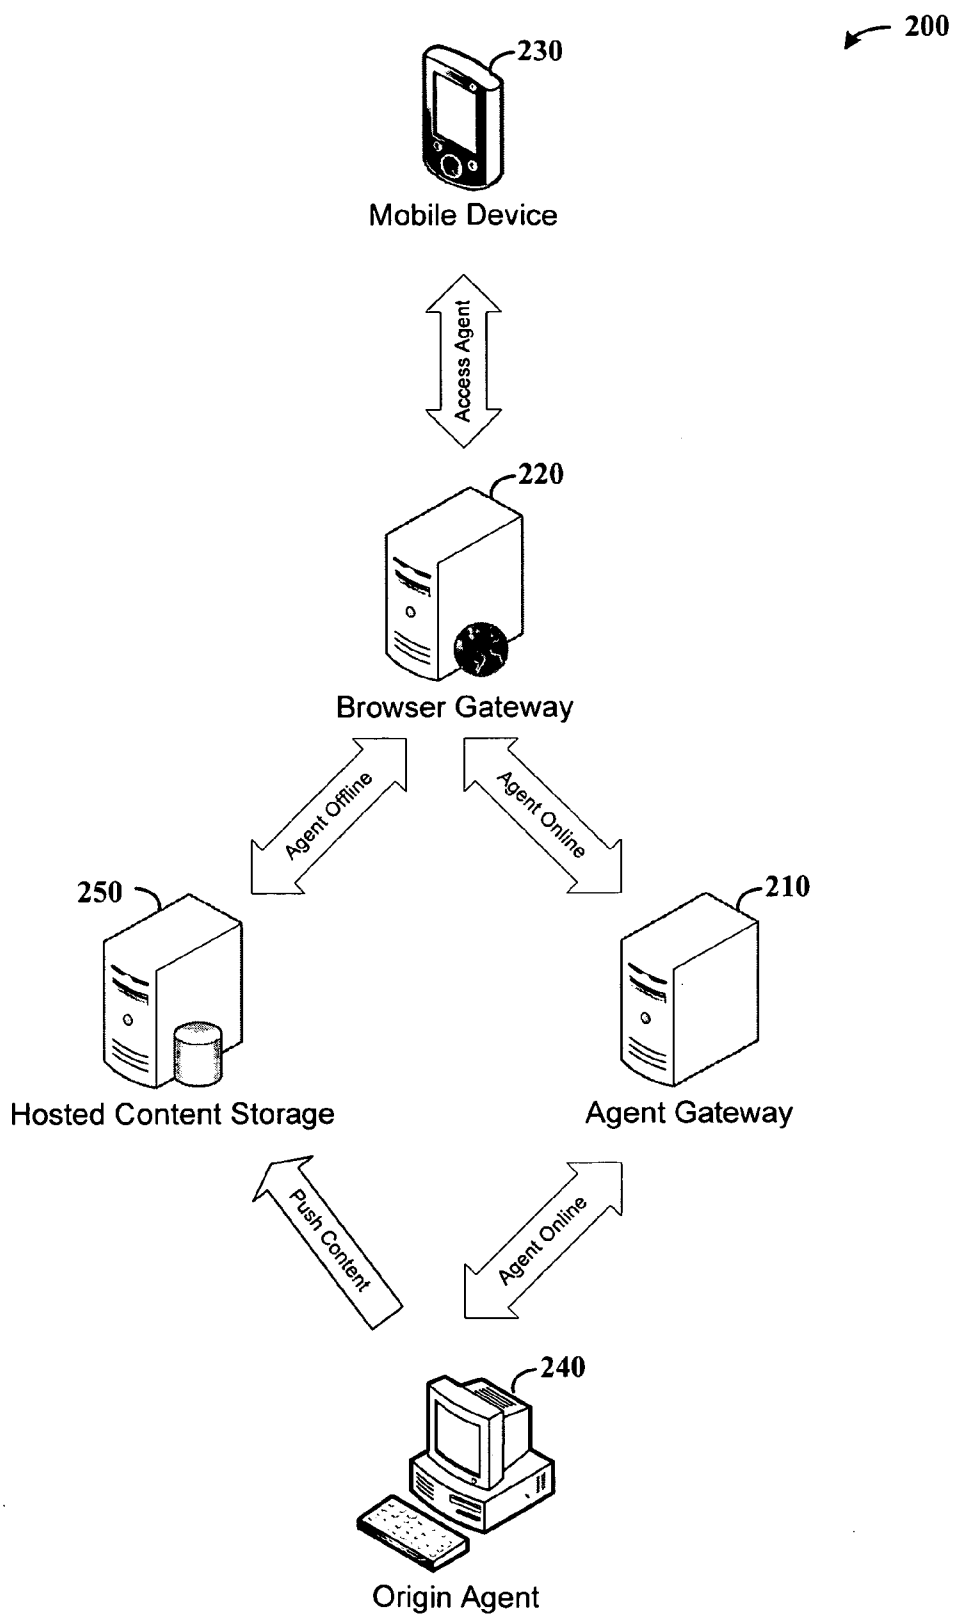 200
230
Mobile Device
Access Agent
220
Browser Gateway
Agent Offline
Agent Online
250
210
Hosted Content Storage
Agent Gateway
Push Content
Agent Online
240
Origin Agent